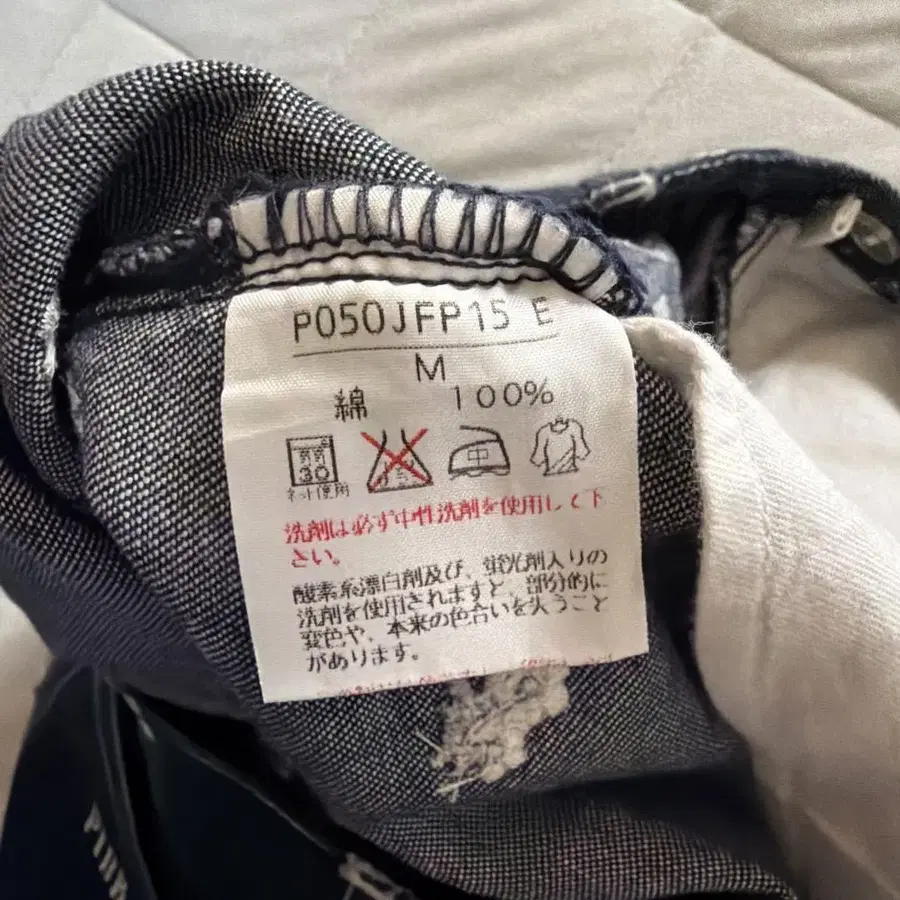 P050JFP15 E
M
綿 100%
30
中
ネット使用
洗剤は必ず中性洗剤を使用して下
さい。
酸素系漂白剤及び、蛍光剤入りの
洗剤を使用されますと、部分的に
変色や、本来の色合いを失うこと
があります。